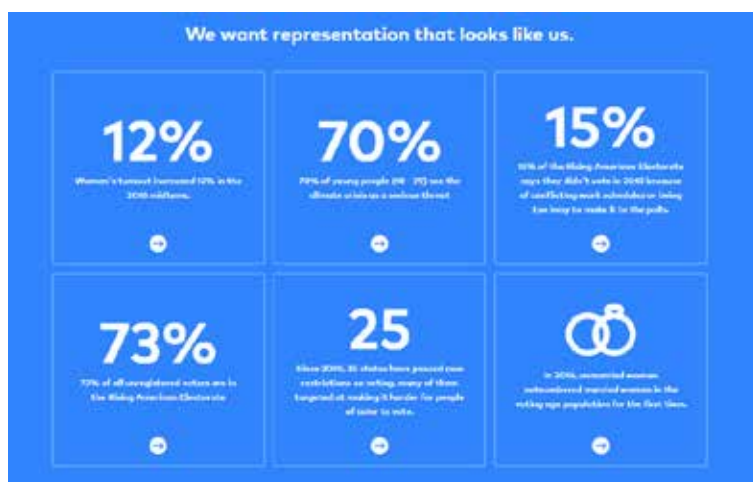 We want representation that looks like us.
12%
Women's turnout increased 12% in the
2018 midterms.
70%
70% of young people (18 - 29) see the
climate crisis as a serious threat
15%
15% of the Rising American Electorate
says they didn't vote in because
of conflicting work schedules or being
too busy to make it to the polls.
73%
73% of all unregistered voters are in
the Rising American Electorate
25
Since 25 states have passed new
restrictions on voting, many of them
targeted at making it harder for people
of color to vote.
In unmarried women
outnumbered married women in the
voting age population for the first time.